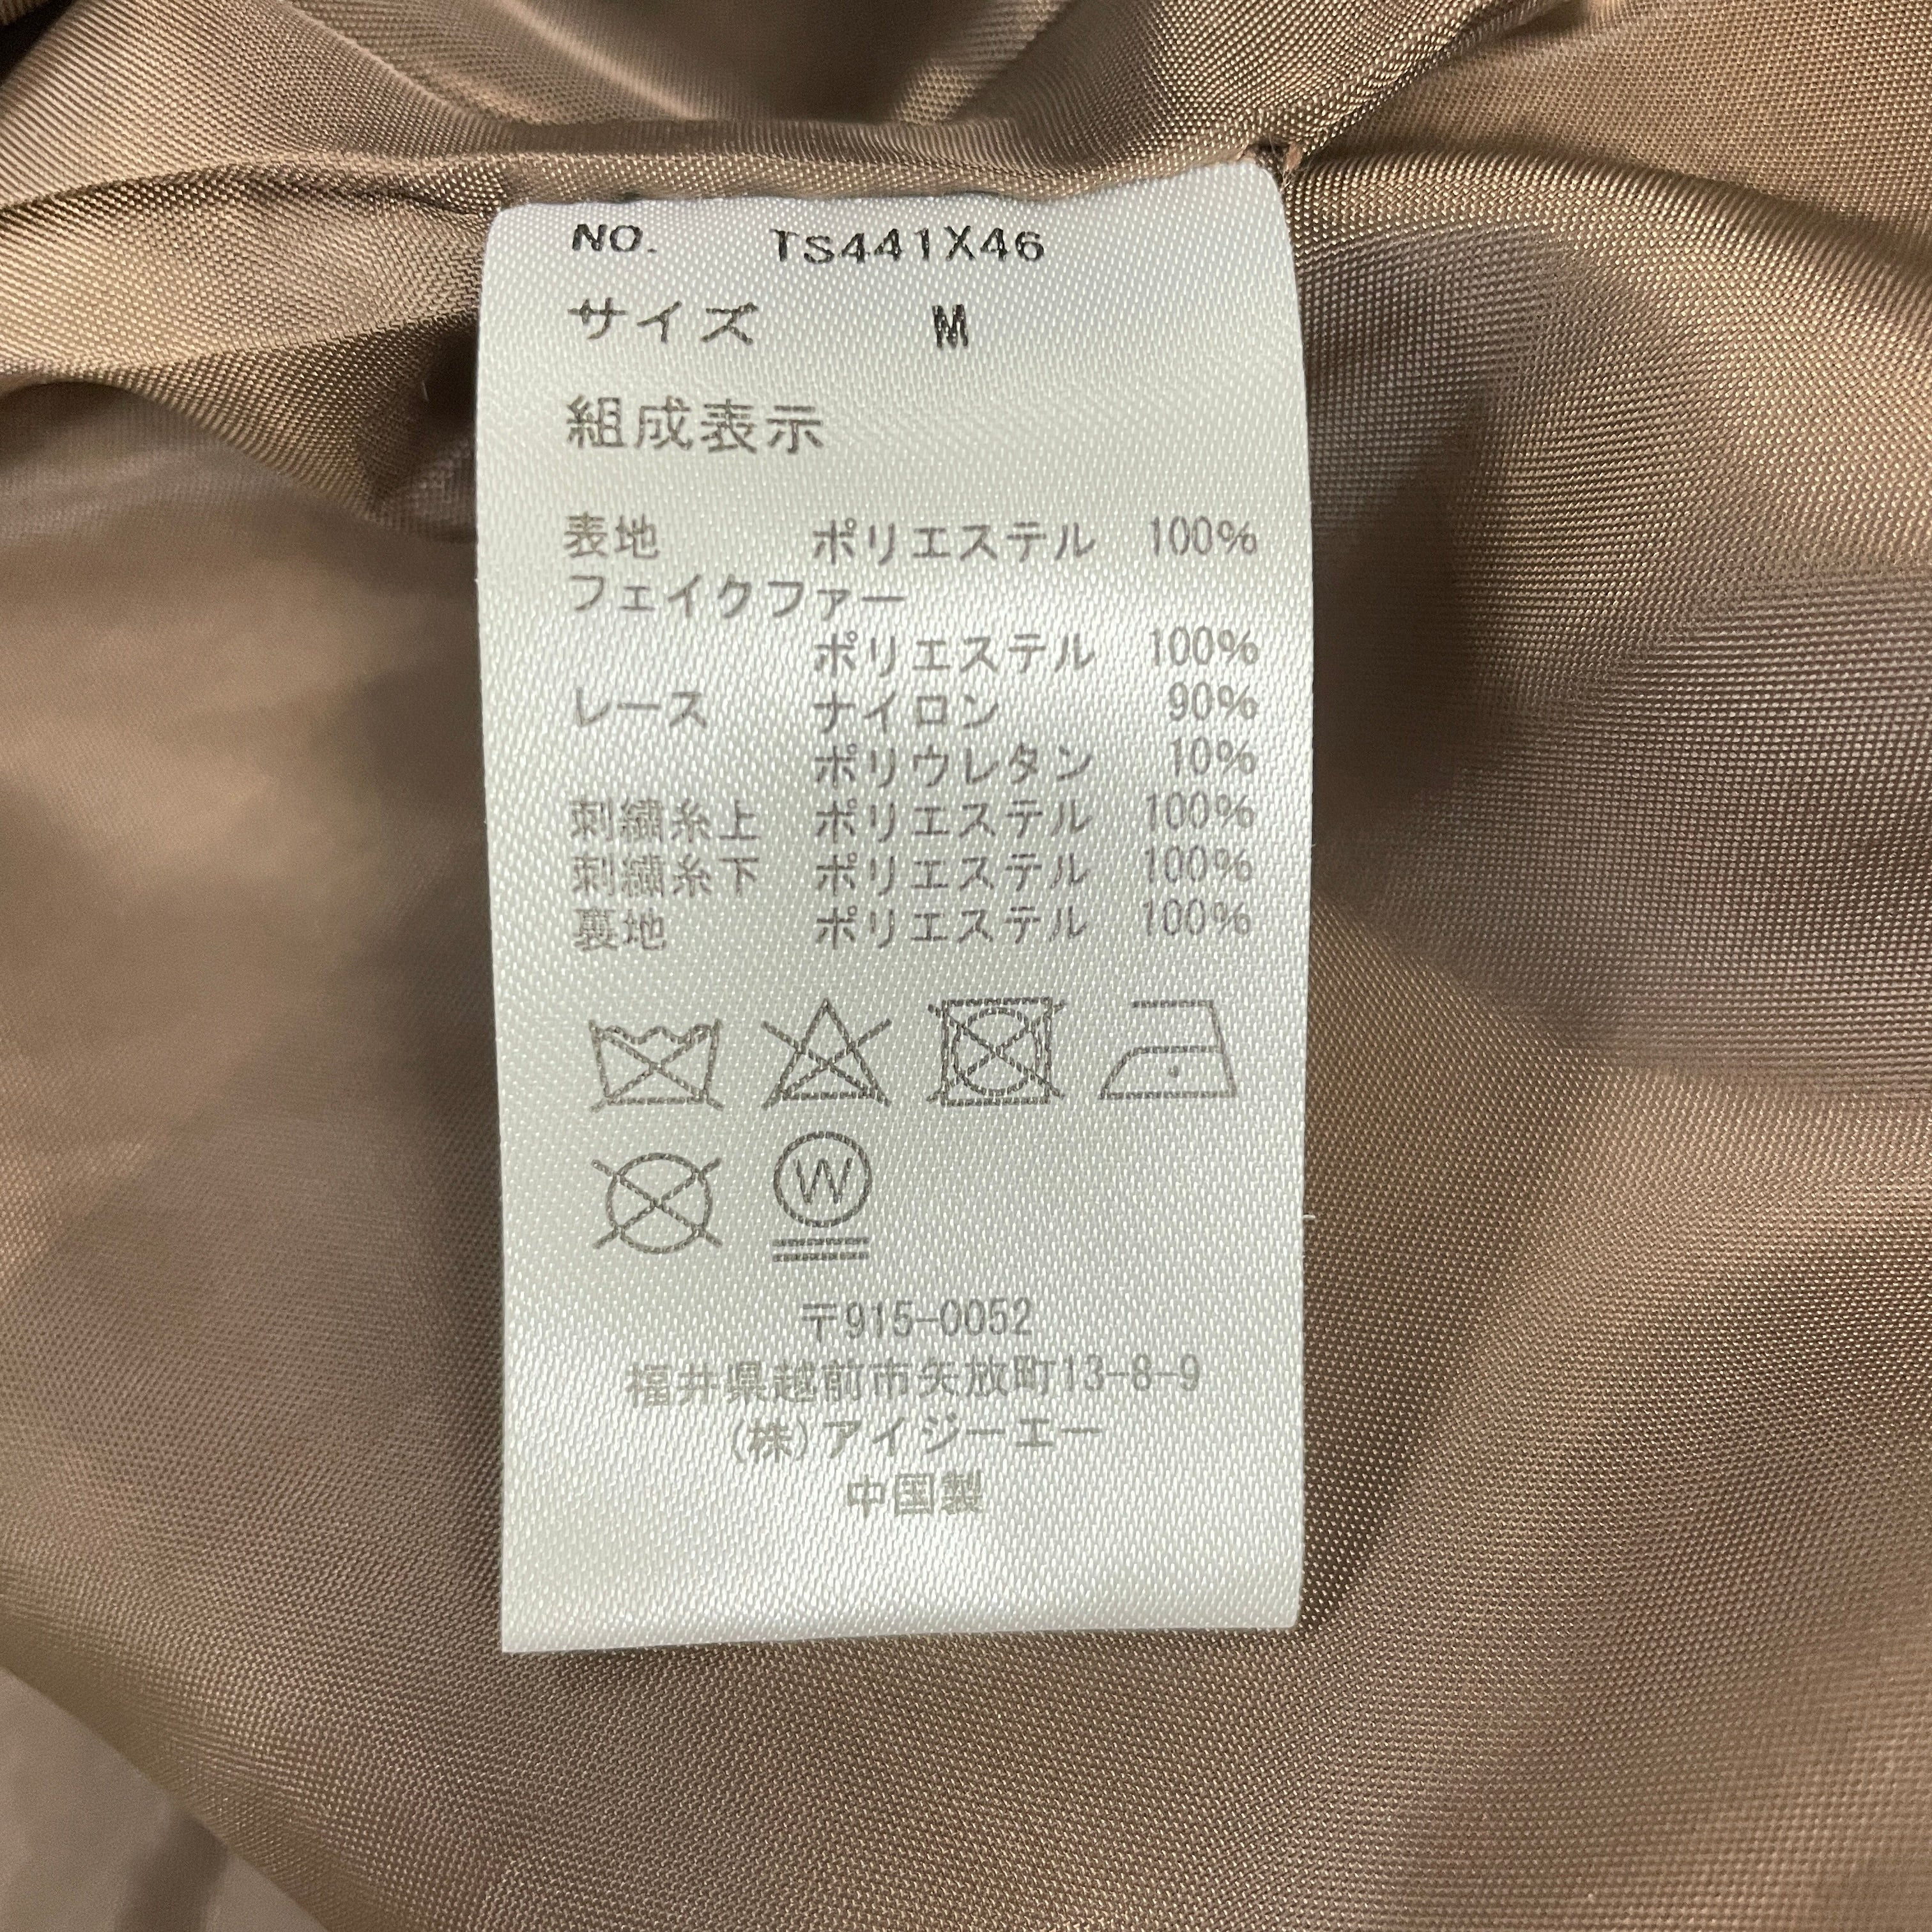 NO. TS441X46
サイズ M
組成表示
表地 ポリエステル 100%
フェイクファー
ポリエステル 100%
レース ナイロン 90%
ポリウレタン 10%
刺繍糸上 ポリエステル 100%
刺繍糸下 ポリエステル 100%
裏地 ポリエステル 100%
W
〒915-0052
福井県越前市矢放町13-8-9
(株)アイジーエー
中国製